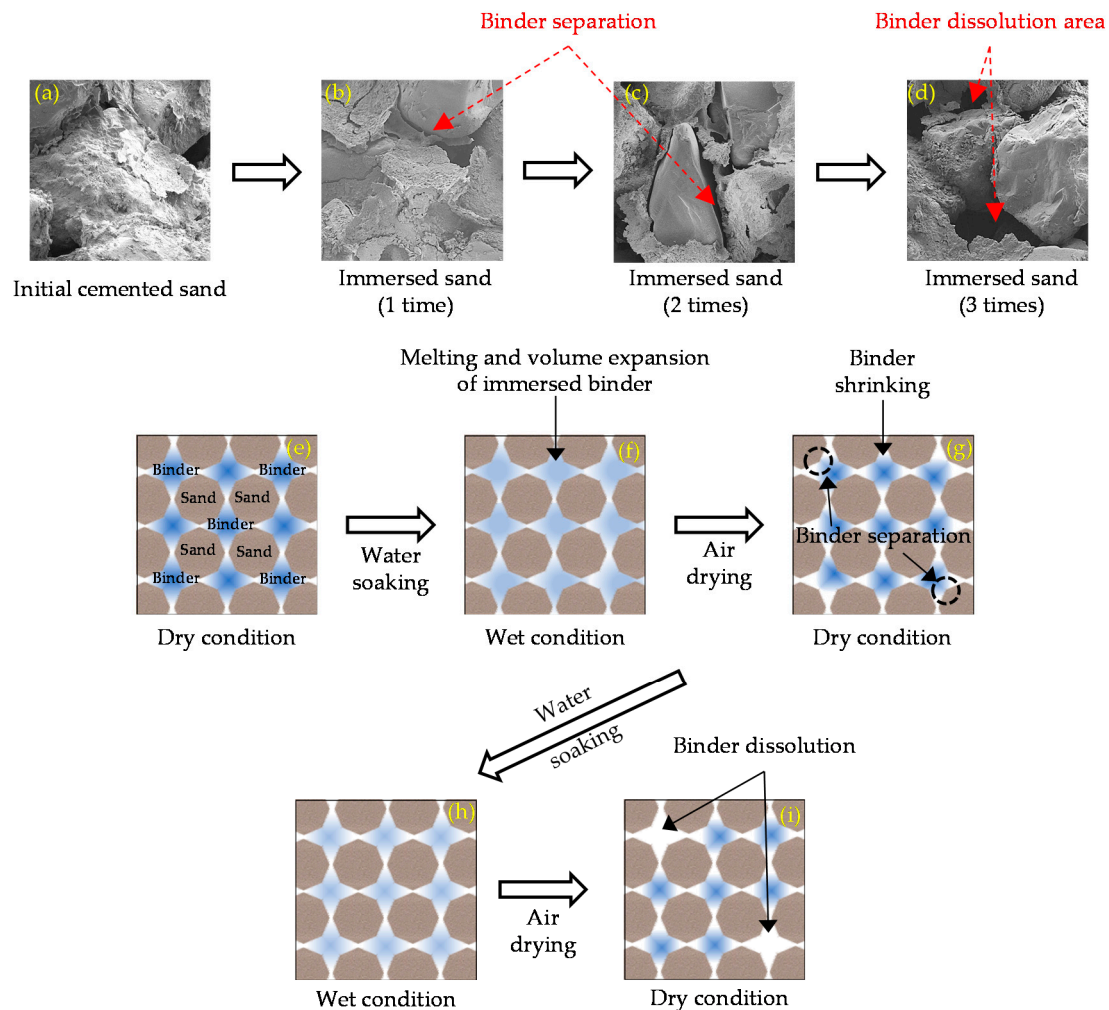 Binder separation
Binder dissolution area
(a)
(b)
(c)
(d)
Initial cemented sand
Immersed sand
(1 time)
Immersed sand
(2 times)
Immersed sand
(3 times)
Melting and volume expansion
of immersed binder
Binder
shrinking
(e)
Binder
Binder
Sand
Sand
Binder
Sand
Sand
Binder
Binder
Dry condition
Water
soaking
(f)
Wet condition
Air
drying
(g)
Binder separation
Dry condition
Water
soaking
Binder dissolution
(h)
Wet condition
Air
drying
(i)
Dry condition